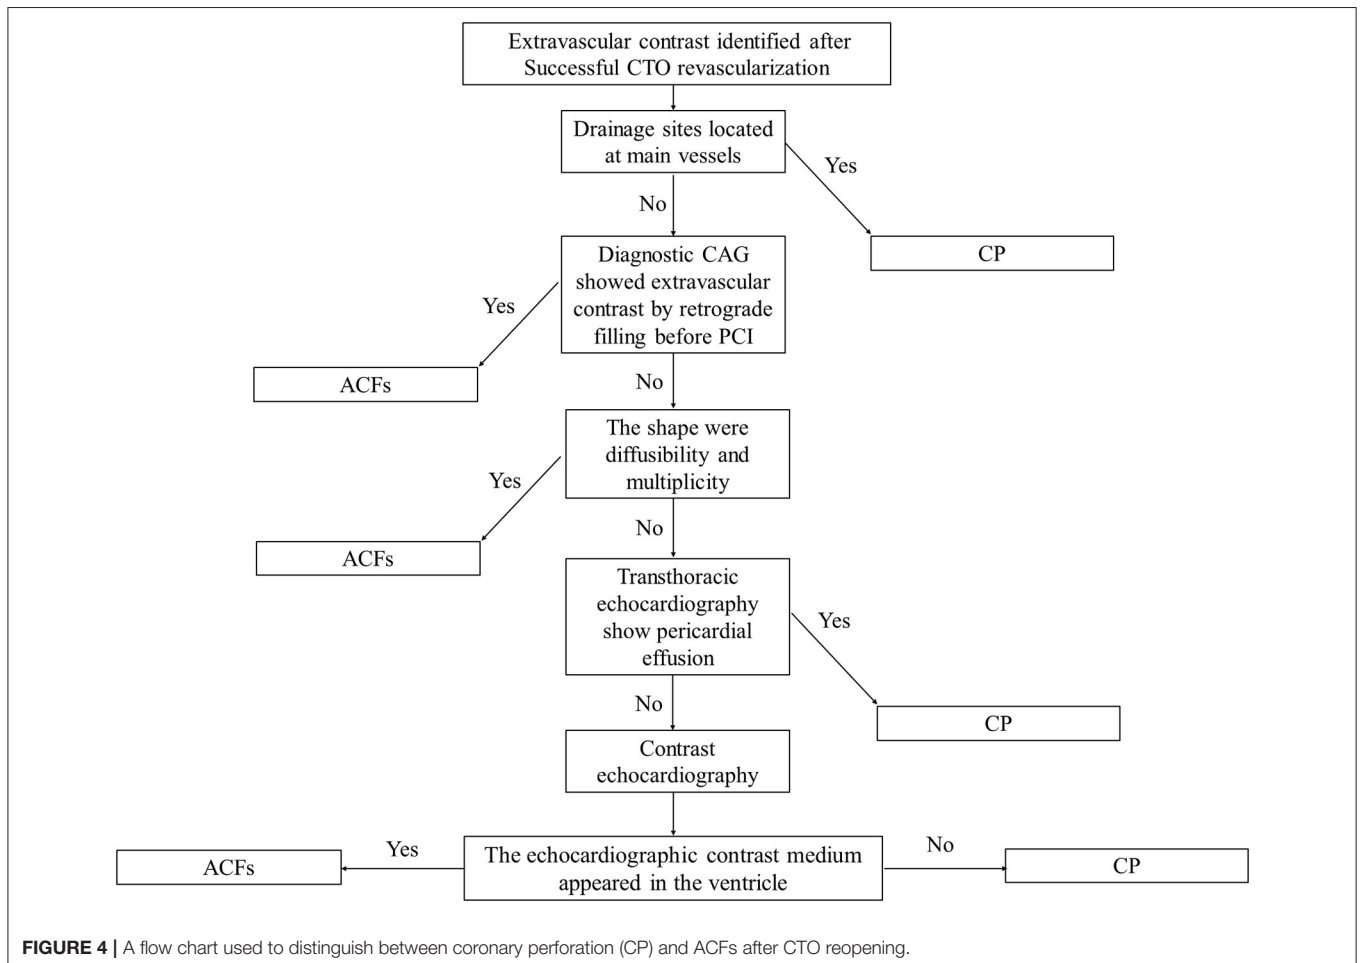 Extravascular contrast identified after
Successful CTO revascularization
Drainage sites located
at main vessels
Yes
No
CP
Diagnostic CAG
showed extravascular
contrast by retrograde
filling before PCI
Yes
ACFs
No
The shape were
diffusibility and
multiplicity
Yes
No
ACFs
Transthoracic
echocardiography
show pericardial
effusion
Yes
No
CP
Contrast
echocardiography
The echocardiographic contrast medium
appeared in the ventricle
Yes
ACFs
No
CP
FIGURE 4 | A flow chart used to distinguish between coronary perforation (CP) and ACFs after CTO reopening.